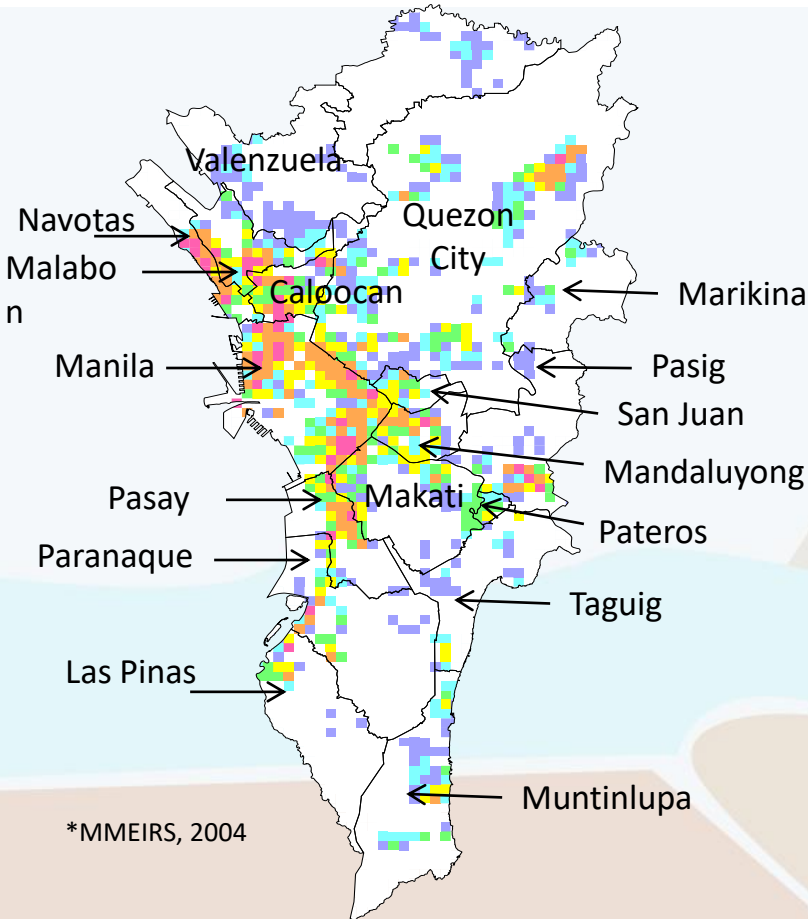 Valenzuela
Navotas
Quezon
City
Malabo
n
Caloocan
Marikina
Manila
Pasig
San Juan
Mandaluyong
Pasay
Makati
Pateros
Paranaque
Taguig
Las Pinas
Muntinlupa
*MMEIRS, 2004